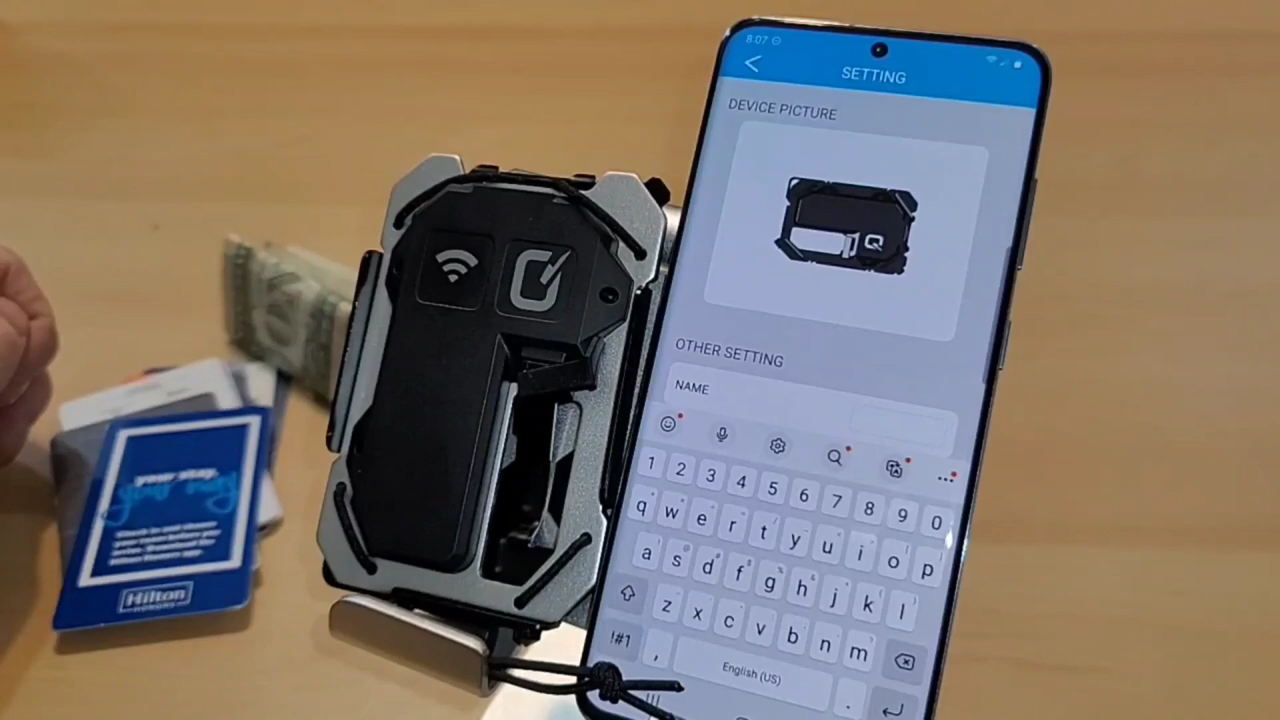 8:07
SETTING
DEVICE PICTURE
OTHER SETTING
NAME
1 2 3 4 5 6 7 8 9 0
q w e r t y u i o p
a s d f g h j k l
z x c v b n m
!#1 , English (US) .
your stay,
Hilton
HONORS